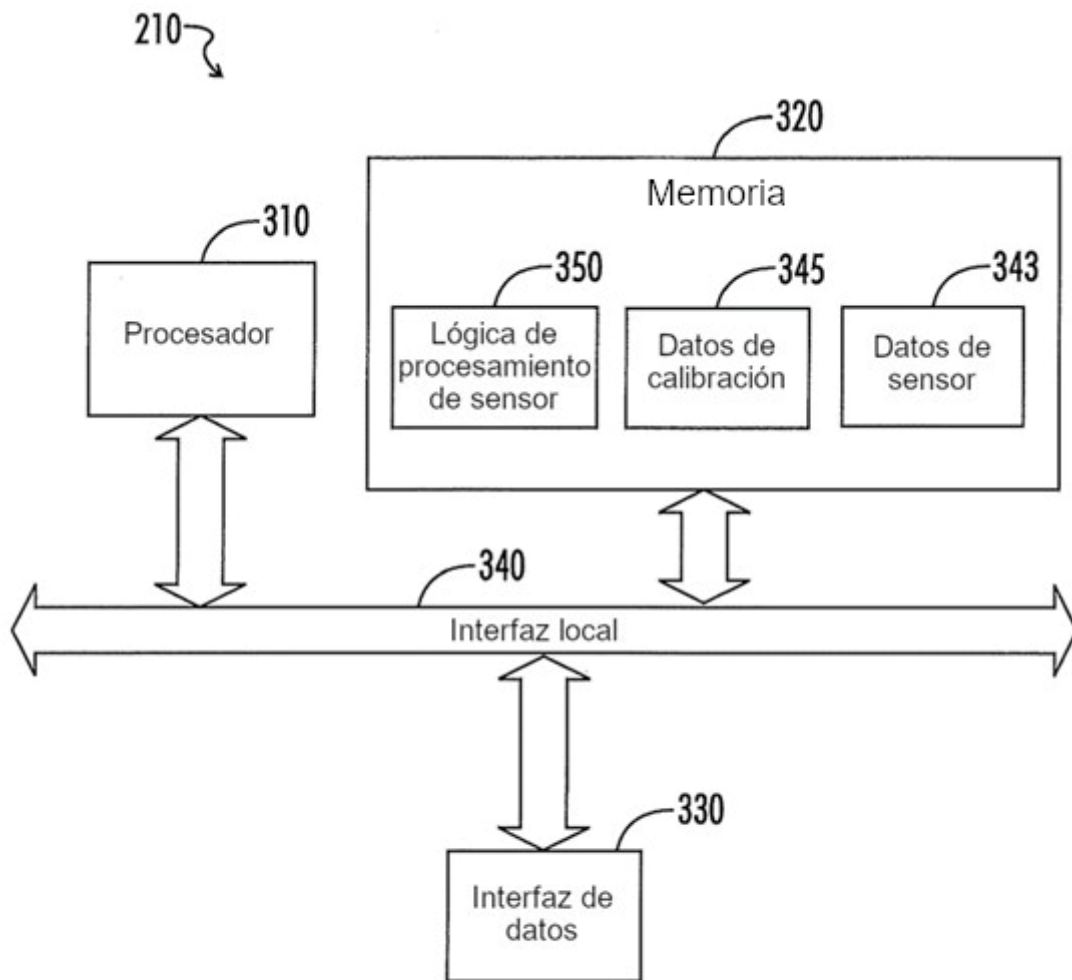 210
320
Memoria
310
Procesador
350
Lógica de
procesamiento
de sensor
345
Datos de
calibración
343
Datos de
sensor
340
Interfaz local
330
Interfaz de
datos